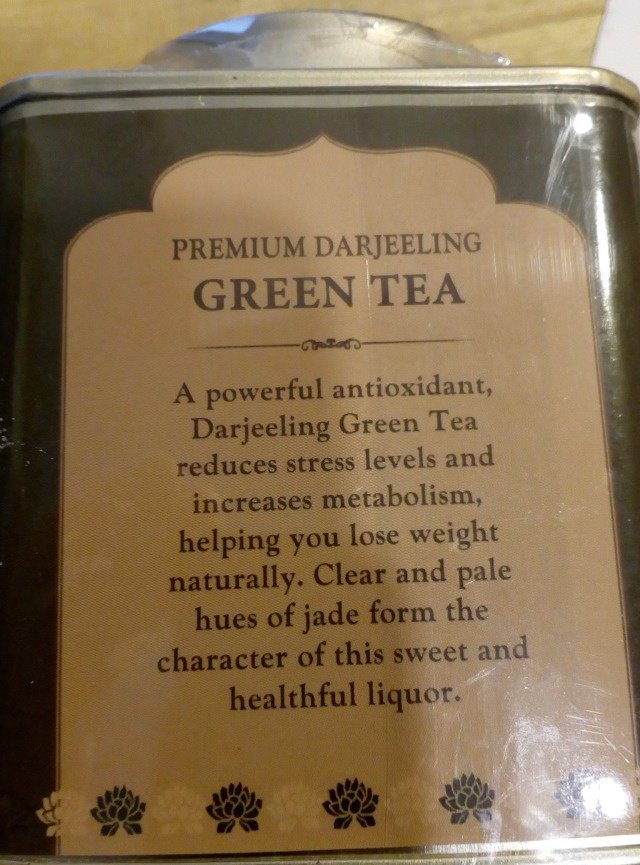 PREMIUM DARJEELING
GREEN TEA
A powerful antioxidant,
Darjeeling Green Tea
reduces stress levels and
increases metabolism,
helping you lose weight
naturally. Clear and pale
hues of jade form the
character of this sweet and
healthful liquor.